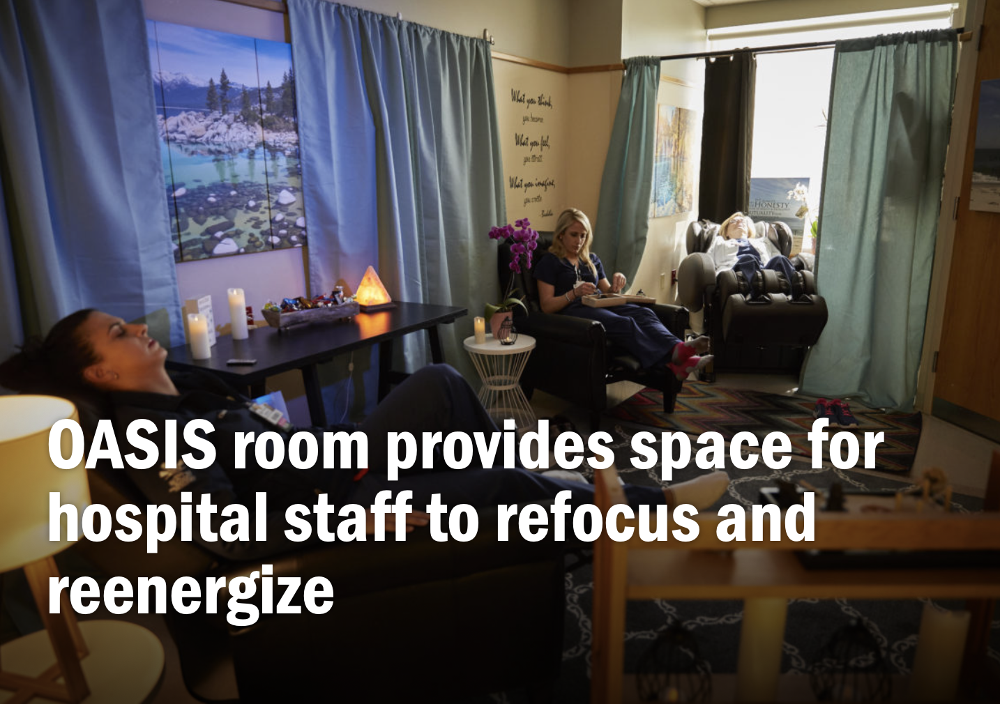 What you think,
you become
What you feel,
you attract
What you imagine,
you create
- Buddha
HONESTY
OASIS room provides space for
hospital staff to refocus and
reenergize